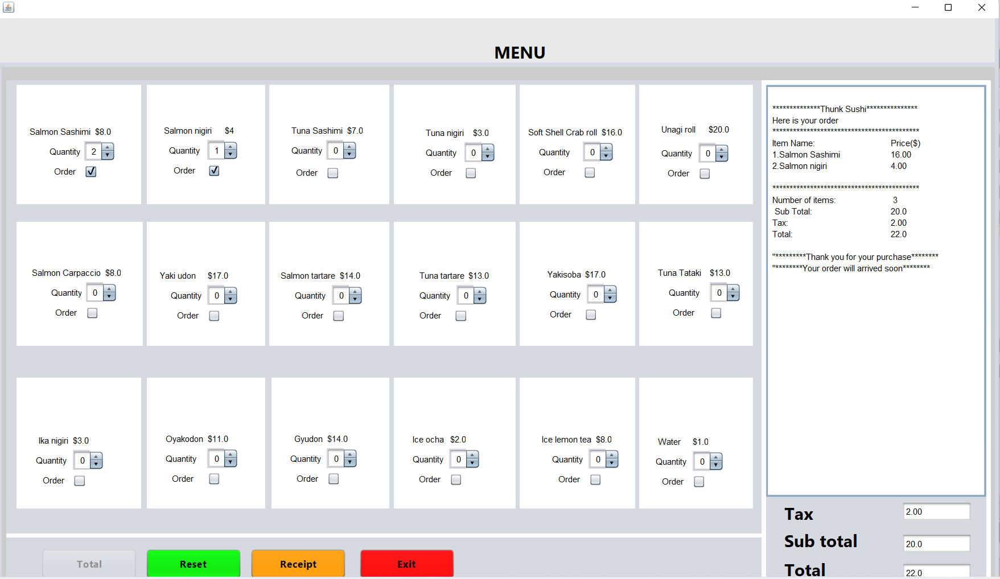 MENU
Salmon Sashimi $8.0
Quantity 2
Order
Salmon nigiri $4
Quantity 1
Order
Tuna Sashimi $7.0
Quantity 0
Order
Tuna nigiri $3.0
Quantity 0
Order
Soft Shell Crab roll $16.0
Quantity 0
Order
Unagi roll $20.0
Quantity 0
Order
Salmon Carpaccio $8.0
Quantity 0
Order
Yaki udon $17.0
Quantity 0
Order
Salmon tartare $14.0
Quantity 0
Order
Tuna tartare $13.0
Quantity 0
Order
Yakisoba $17.0
Quantity 0
Order
Tuna Tataki $13.0
Quantity 0
Order
Ika nigiri $3.0
Quantity 0
Order
Oyakodon $11.0
Quantity 0
Order
Gyudon $14.0
Quantity 0
Order
Ice ocha $2.0
Quantity 0
Order
Ice lemon tea $8.0
Quantity 0
Order
Water $1.0
Quantity 0
Order
Total
Reset
Receipt
Exit
**************Thunk Sushi***************
Here is your order
*******************************************
Item Name: Price($)
1.Salmon Sashimi 16.00
2.Salmon nigiri 4.00
*******************************************
Number of items: 3
Sub Total: 20.0
Tax: 2.00
Total: 22.0
"*********Thank you for your purchase********
"********Your order will arrived soon********
Tax 2.00
Sub total 20.0
Total 22.0